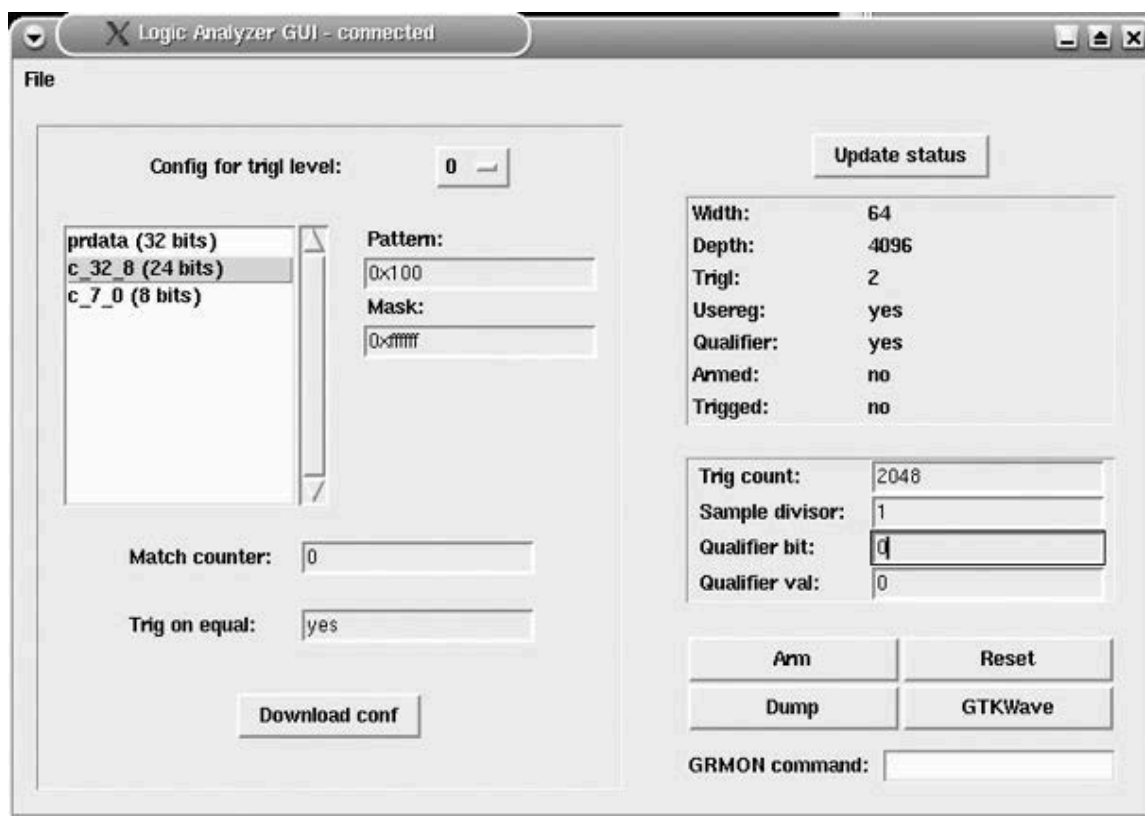 Logic Analyzer GUI - connected
File
Config for trigl level: 0
prdata (32 bits)
c_32_8 (24 bits)
c_7_0 (8 bits)
Pattern:
0x100
Mask:
0xffffff
Match counter: 0
Trig on equal: yes
Download conf
Update status
Width: 64
Depth: 4096
Trigl: 2
Usereg: yes
Qualifier: yes
Armed: no
Trigged: no
Trig count: 2048
Sample divisor: 1
Qualifier bit: 0
Qualifier val: 0
Arm Reset
Dump GTKWave
GRMON command: